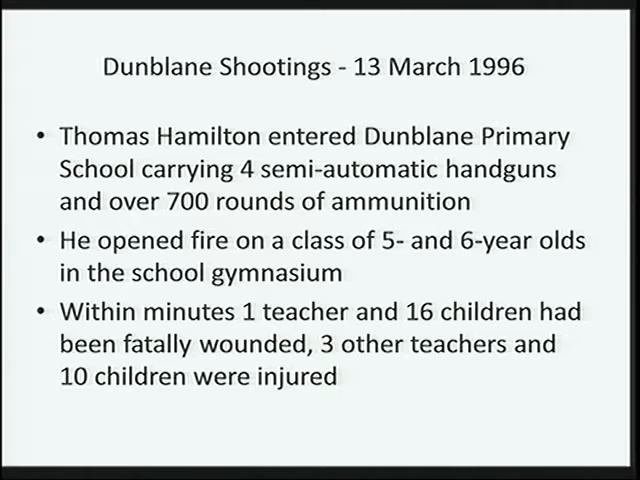 Dunblane Shootings - 13 March 1996
• Thomas Hamilton entered Dunblane Primary
School carrying 4 semi-automatic handguns
and over 700 rounds of ammunition
• He opened fire on a class of 5- and 6-year olds
in the school gymnasium
• Within minutes 1 teacher and 16 children had
been fatally wounded, 3 other teachers and
10 children were injured